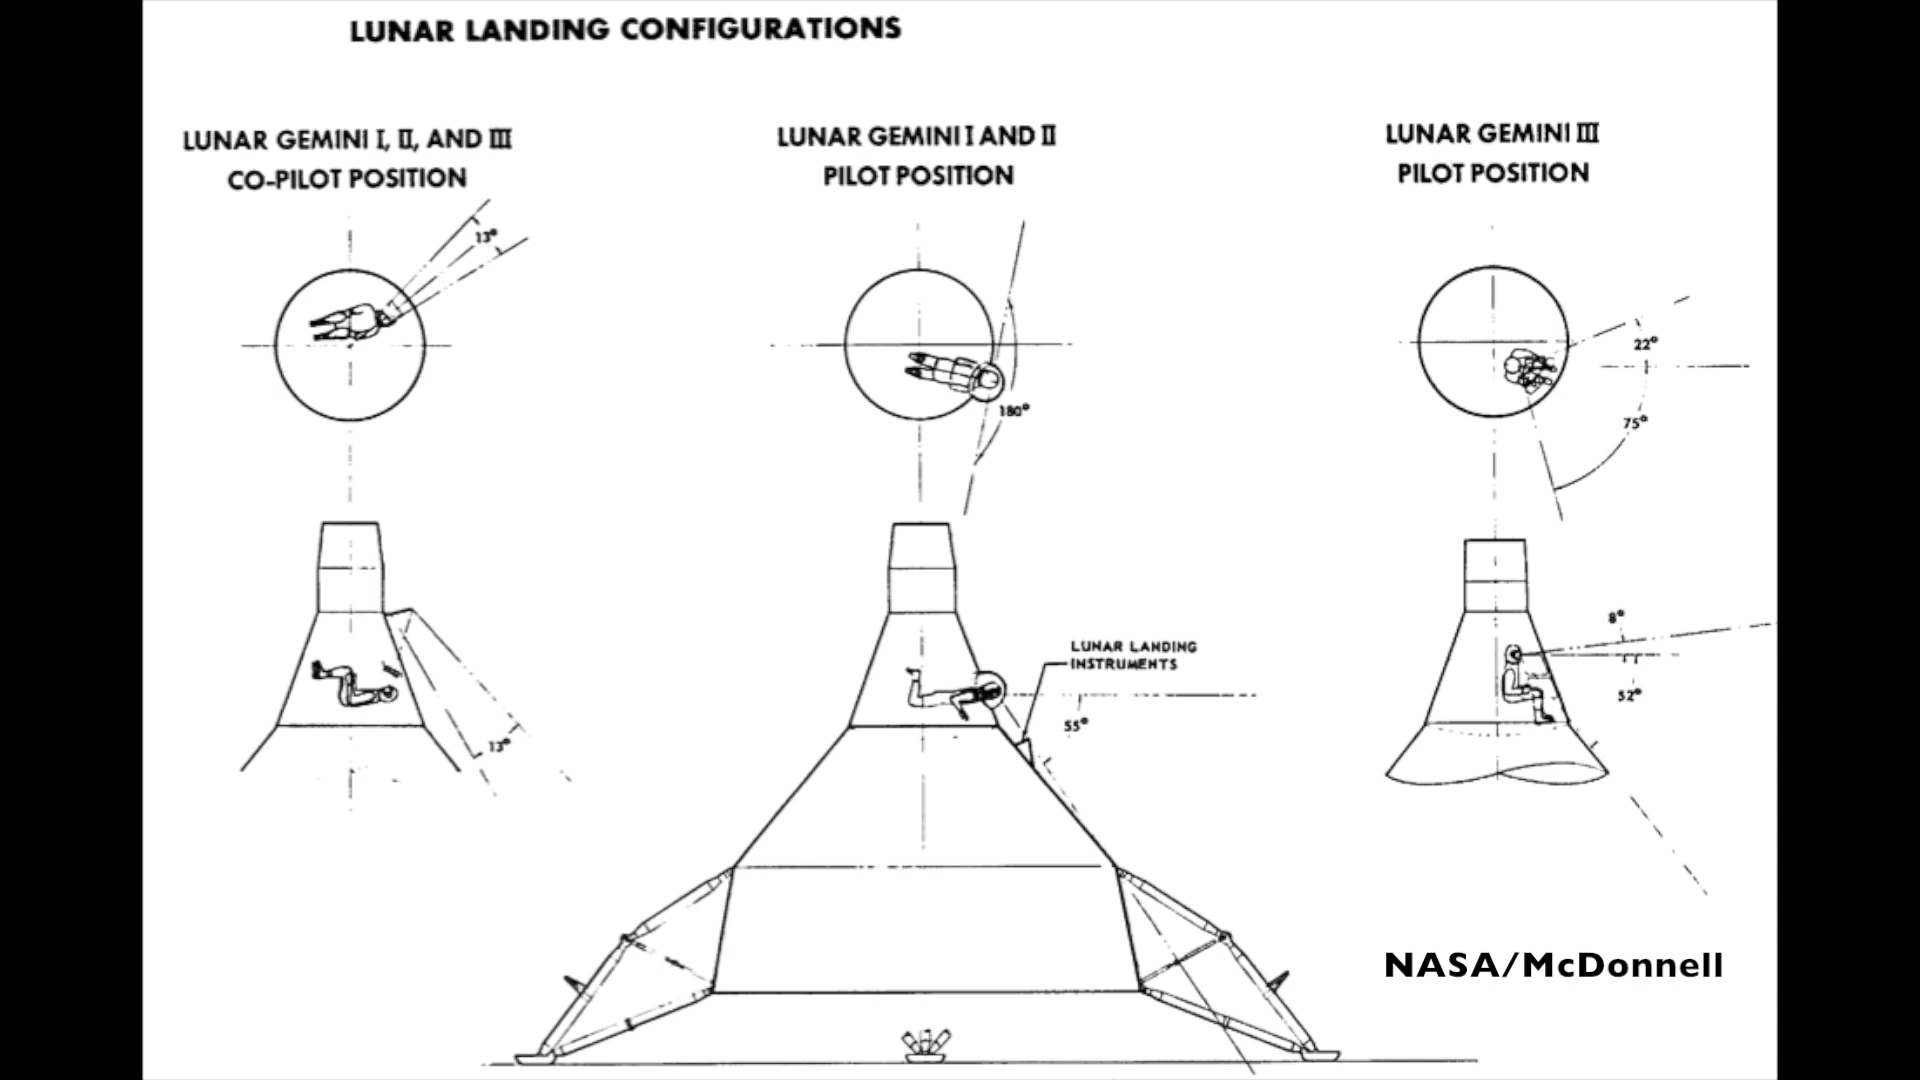 LUNAR LANDING CONFIGURATIONS
LUNAR GEMINI I, II, AND III
CO-PILOT POSITION
13°
13°
LUNAR GEMINI I AND II
PILOT POSITION
180°
LUNAR LANDING
INSTRUMENTS
55°
LUNAR GEMINI III
PILOT POSITION
22°
75°
8°
52°
NASA/McDonnell